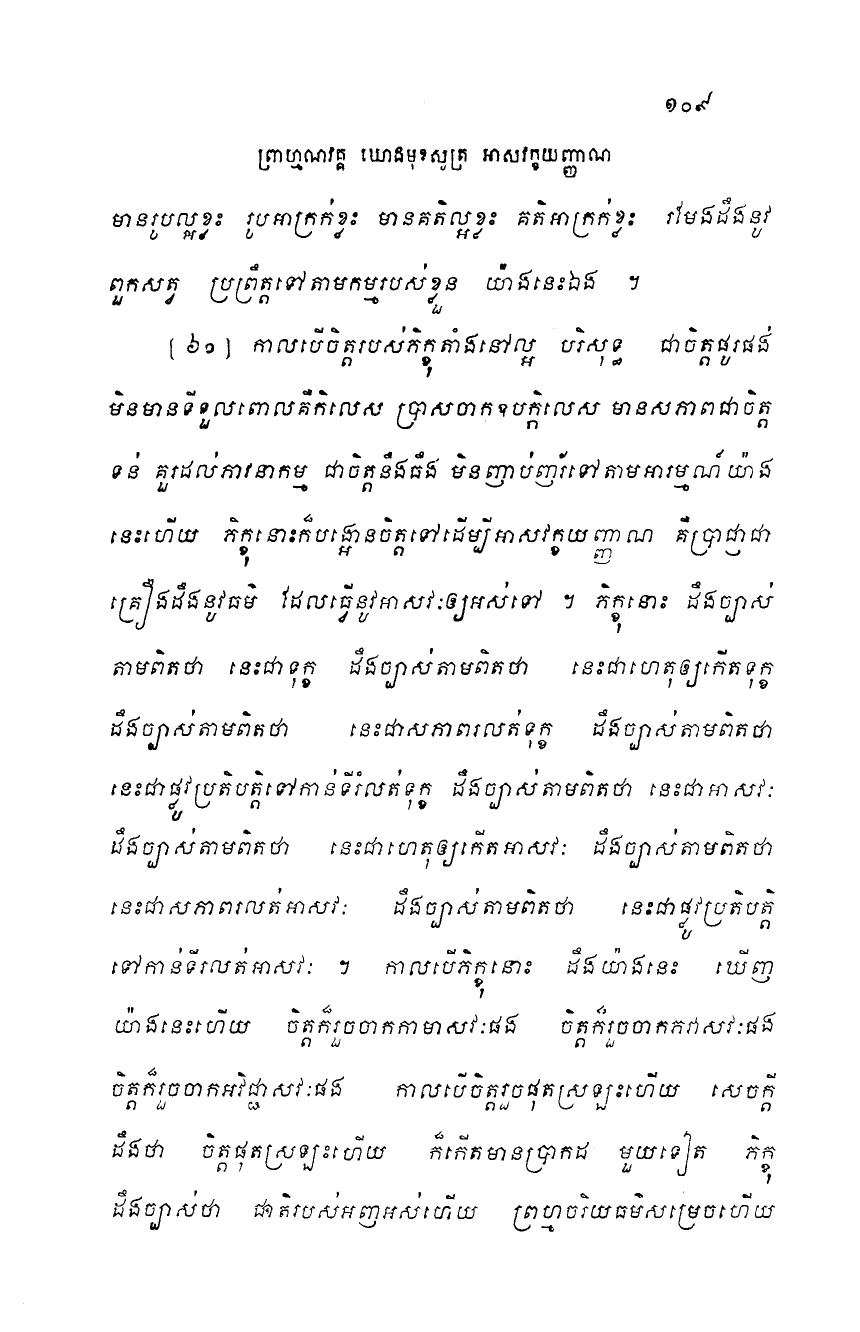 ១០៩
ព្រាហ្មណវគ្គ ឃោដមុខសូត្រ អាសវក្ខយញ្ញាណ
មានរូបល្អខ្លះ រូបអាក្រក់ខ្លះ មានគតិល្អខ្លះ គតិអាក្រក់ខ្លះ រមែងដឹងនូវ
ពួកសត្វ ប្រព្រឹត្តទៅតាមកម្មរបស់ខ្លួន យ៉ាងនេះឯង ។
[៦១] កាលបើចិត្តរបស់ភិក្ខុតាំងនៅល្អ បរិសុទ្ធ ជាចិត្តផូរផង់
មិនមានទីទួលពោលគឺកិលេស ប្រាសចាកឧបក្កិលេស មានសភាពជាចិត្ត
ទន់ គួរដល់ភាវនាកម្ម ជាចិត្តនឹងធឹង មិនញាប់ញ័រទៅតាមអារម្មណ៍យ៉ាង
នេះហើយ ភិក្ខុនោះក៏បង្អោនចិត្តទៅដើម្បីអាសវក្ខយញ្ញាណ គឺប្រាជ្ញាជា
គ្រឿងដឹងនូវធម៌ ដែលធ្វើនូវអាសវៈឲ្យអស់ទៅ ។ ភិក្ខុនោះ ដឹងច្បាស់
តាមពិតថា នេះជាទុក្ខ ដឹងច្បាស់តាមពិតថា នេះជាហេតុឲ្យកើតទុក្ខ
ដឹងច្បាស់តាមពិតថា នេះជាសភាពរលត់ទុក្ខ ដឹងច្បាស់តាមពិតថា
នេះជាផ្លូវប្រតិបត្តិទៅកាន់ទីរំលត់ទុក្ខ ដឹងច្បាស់តាមពិតថា នេះជាអាសវៈ
ដឹងច្បាស់តាមពិតថា នេះជាហេតុឲ្យកើតអាសវៈ ដឹងច្បាស់តាមពិតថា
នេះជាសភាពរលត់អាសវៈ ដឹងច្បាស់តាមពិតថា នេះជាផ្លូវប្រតិបត្តិ
ទៅកាន់ទីរលត់អាសវៈ ។ កាលបើភិក្ខុនោះ ដឹងយ៉ាងនេះ ឃើញ
យ៉ាងនេះហើយ ចិត្តក៏រួចចាកកាមាសវៈផង ចិត្តក៏រួចចាកភវាសវៈផង
ចិត្តក៏រួចចាកអវិជ្ជាសវៈផង កាលបើចិត្តរួចផុតស្រឡះហើយ សេចក្តី
ដឹងថា ចិត្តផុតស្រឡះហើយ ក៏កើតមានប្រាកដ មួយទៀត ភិក្ខុ
ដឹងច្បាស់ថា ជាតិរបស់អញអស់ហើយ ព្រហ្មចរិយធម៌សម្រេចហើយ